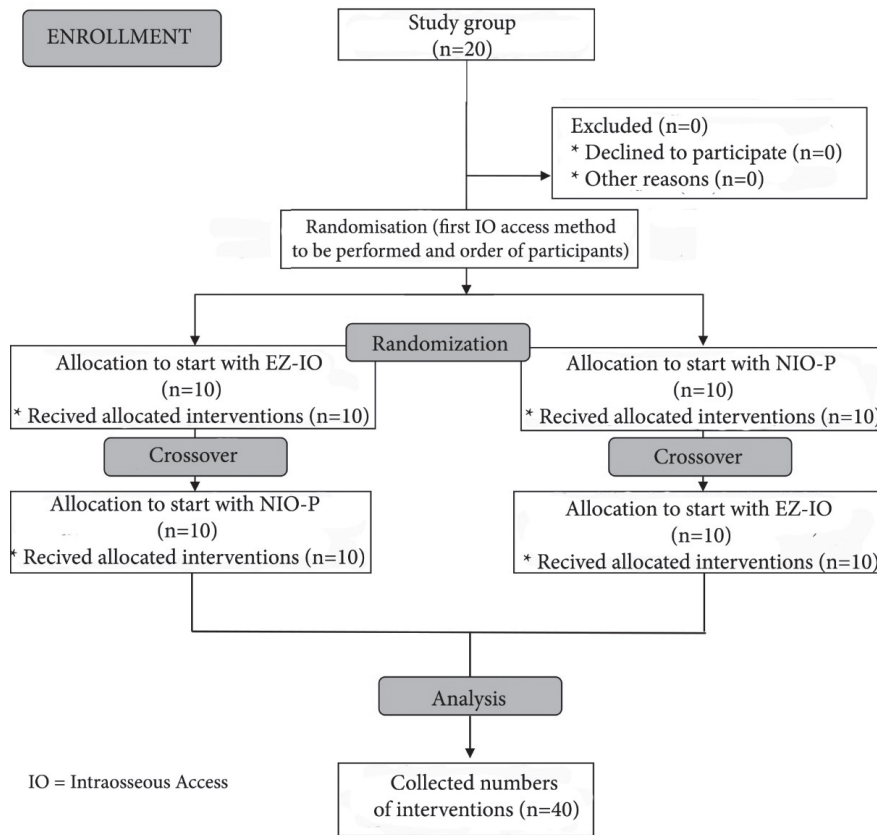 ENROLLMENT
Study group
(n=20)
Excluded (n=0)
* Declined to participate (n=0)
* Other reasons (n=0)
Randomisation (first IO access method
to be performed and order of participants)
Randomization
Allocation to start with EZ-IO
(n=10)
* Recived allocated interventions (n=10)
Allocation to start with NIO-P
(n=10)
* Recived allocated interventions (n=10)
Crossover
Crossover
Allocation to start with NIO-P
(n=10)
* Recived allocated interventions (n=10)
Allocation to start with EZ-IO
(n=10)
* Recived allocated interventions (n=10)
Analysis
IO = Intraosseous Access
Collected numbers
of interventions (n=40)